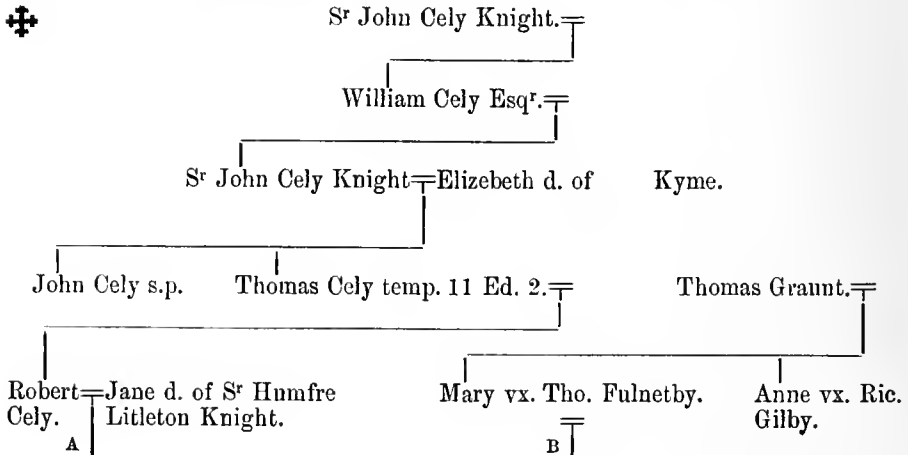 Sʳ John Cely Knight.
William Cely Esqʳ.
Sʳ John Cely Knight Elizebeth d. of Kyme.
John Cely s.p. Thomas Cely temp. 11 Ed. 2. Thomas Graunt.
Robert Jane d. of Sʳ Humfre Mary vx. Tho. Fulnetby. Anne vx. Ric.
Cely. Litleton Knight. Gilby.
A B